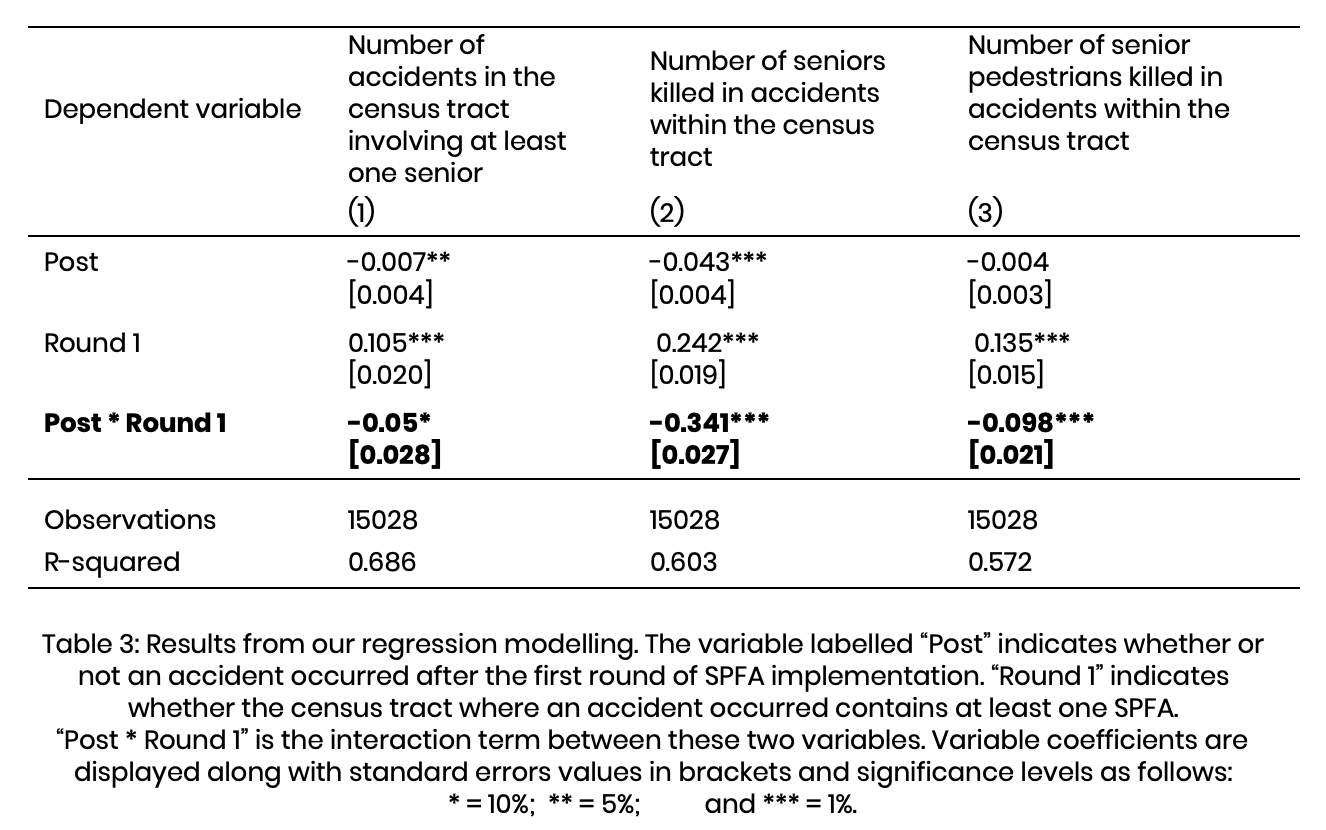 Dependent variable
Number of
accidents in the
census tract
involving at least
one senior
(1)
Number of seniors
killed in accidents
within the census
tract
(2)
Number of senior
pedestrians killed in
accidents within the
census tract
(3)
Post −0.007** −0.043*** −0.004
[0.004] [0.004] [0.003]
Round 1 0.105*** 0.242*** 0.135***
[0.020] [0.019] [0.015]
Post * Round 1 −0.05* −0.341*** −0.098***
[0.028] [0.027] [0.021]
Observations 15028 15028 15028
R-squared 0.686 0.603 0.572
Table 3: Results from our regression modelling. The variable labelled “Post” indicates whether or
not an accident occurred after the first round of SPFA implementation. “Round 1” indicates
whether the census tract where an accident occurred contains at least one SPFA.
“Post * Round 1” is the interaction term between these two variables. Variable coefficients are
displayed along with standard errors values in brackets and significance levels as follows:
* = 10%; ** = 5%; and *** = 1%.